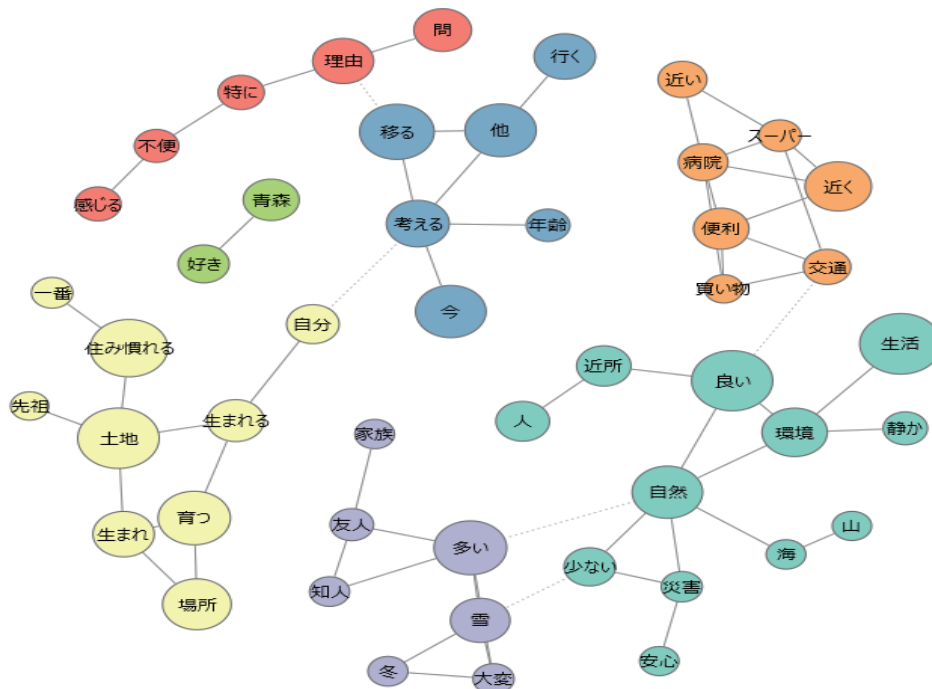 問
理由
行く
特に
近い
移る
他
スーパー
不便
病院
近く
感じる
青森
考える
年齢
便利
好き
交通
買い物
一番
今
自分
住み慣れる
生活
近所
良い
先祖
生まれる
人
土地
家族
環境
静か
自然
育つ
友人
山
生まれ
多い
海
少ない
災害
知人
場所
雪
安心
冬
大変